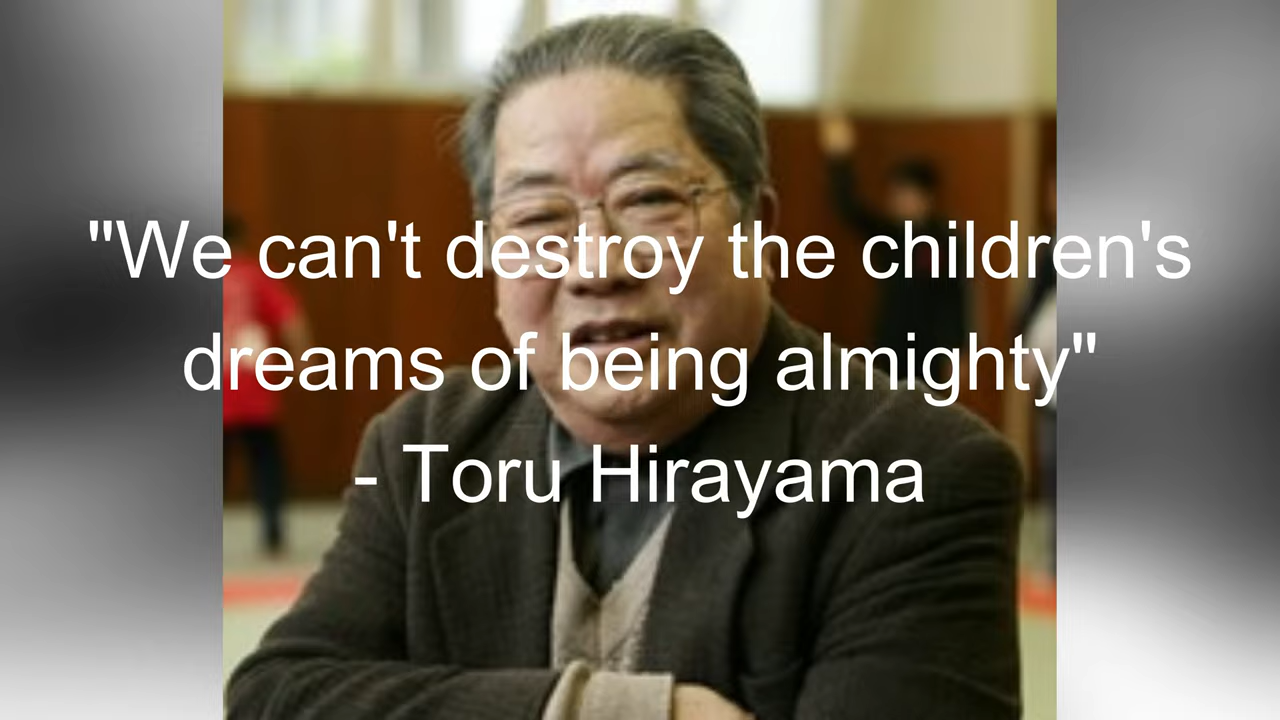 "We can't destroy the children's
dreams of being almighty"
- Toru Hirayama